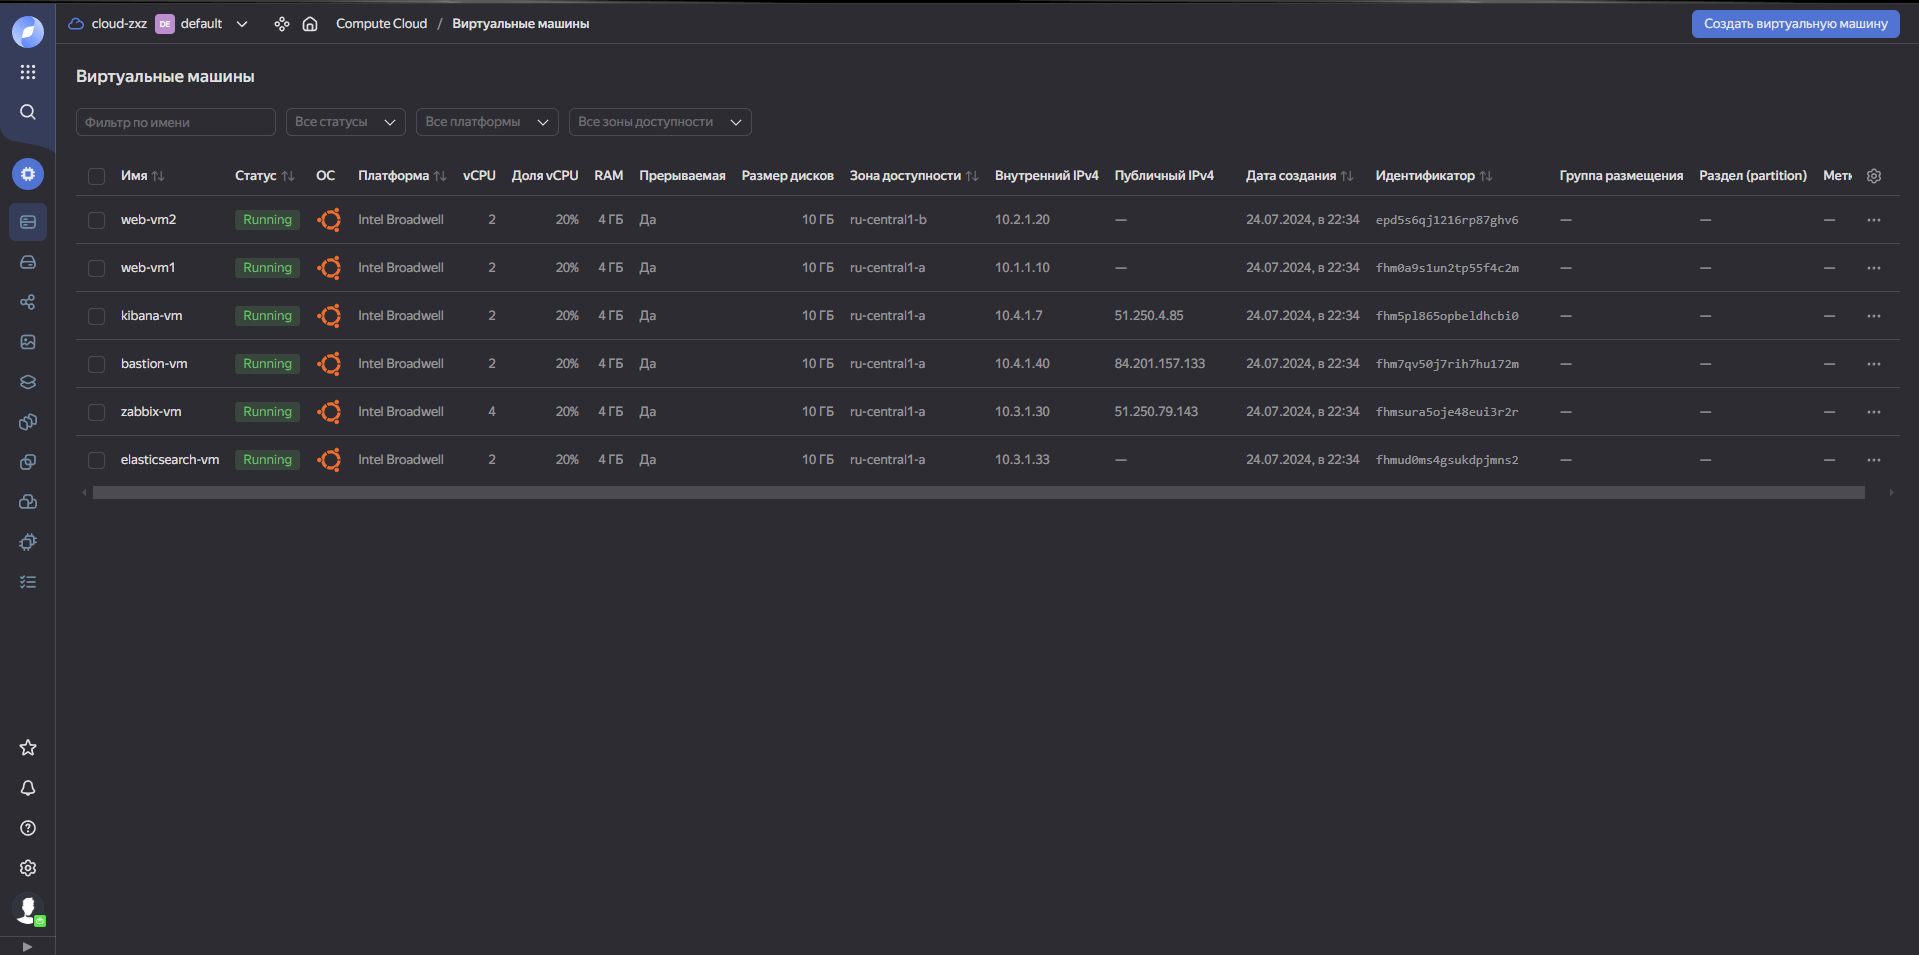 cloud-zxz DE default Compute Cloud / Виртуальные машины Создать виртуальную машину
Виртуальные машины
Фильтр по имени Все статусы Все платформы Все зоны доступности
Имя Статус ОС Платформа vCPU Доля vCPU RAM Прерываемая Размер дисков Зона доступности Внутренний IPv4 Публичный IPv4 Дата создания Идентификатор Группа размещения Раздел (partition) Метк
web-vm2 Running Intel Broadwell 2 20% 4 ГБ Да 10 ГБ ru-central1-b 10.2.1.20 — 24.07.2024, в 22:34 epd5s6qj1216rp87ghv6 — — —
web-vm1 Running Intel Broadwell 2 20% 4 ГБ Да 10 ГБ ru-central1-a 10.1.1.10 — 24.07.2024, в 22:34 fhm0a9s1un2tp55f4c2m — — —
kibana-vm Running Intel Broadwell 2 20% 4 ГБ Да 10 ГБ ru-central1-a 10.4.1.7 51.250.4.85 24.07.2024, в 22:34 fhm5pl865opbeldhcbi0 — — —
bastion-vm Running Intel Broadwell 2 20% 4 ГБ Да 10 ГБ ru-central1-a 10.4.1.40 84.201.157.133 24.07.2024, в 22:34 fhm7qv50j7rih7hu172m — — —
zabbix-vm Running Intel Broadwell 4 20% 4 ГБ Да 10 ГБ ru-central1-a 10.3.1.30 51.250.79.143 24.07.2024, в 22:34 fhmsura5oje48eui3r2r — — —
elasticsearch-vm Running Intel Broadwell 2 20% 4 ГБ Да 10 ГБ ru-central1-a 10.3.1.33 — 24.07.2024, в 22:34 fhmud0ms4gsukdpjmns2 — — —